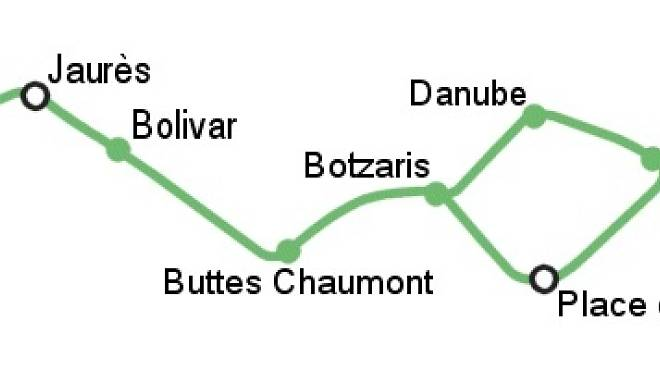 Jaurès
Danube
Bolivar
Botzaris
Buttes Chaumont
Place